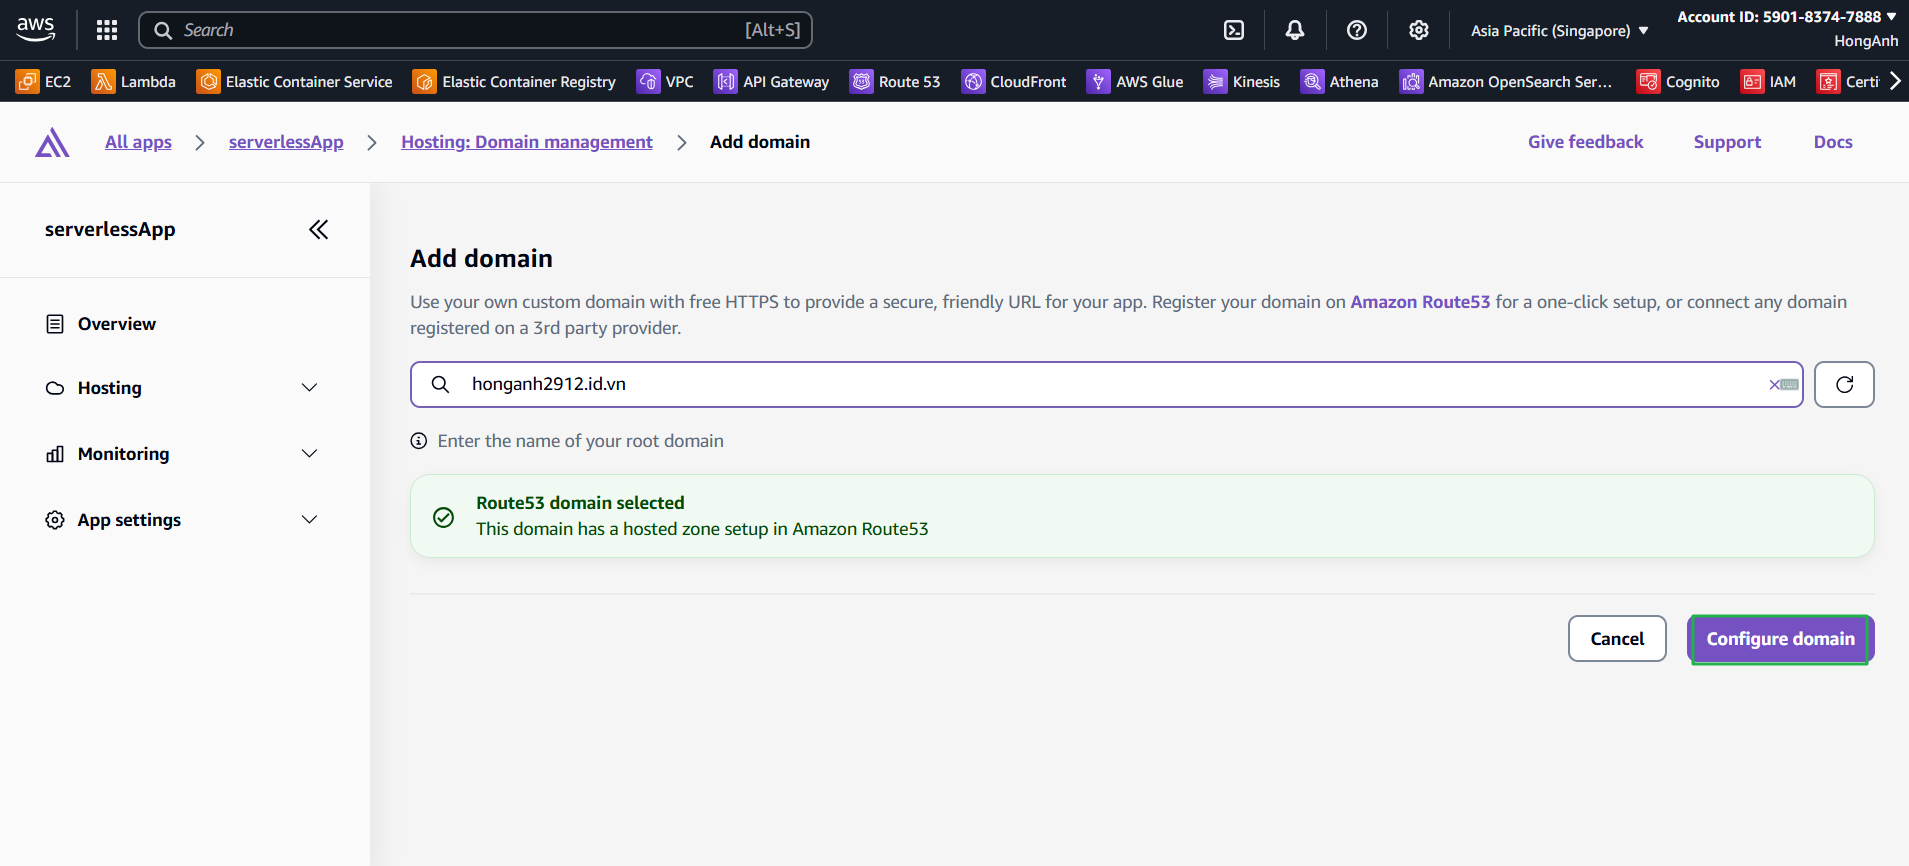 aws
Search
[Alt+S]
Asia Pacific (Singapore)
Account ID: 5901-8374-7888
HongAnh
EC2
Lambda
Elastic Container Service
Elastic Container Registry
VPC
API Gateway
Route 53
CloudFront
AWS Glue
Kinesis
Athena
Amazon OpenSearch Ser...
Cognito
IAM
Certi
All apps
serverlessApp
Hosting: Domain management
Add domain
Give feedback
Support
Docs
serverlessApp
Overview
Hosting
Monitoring
App settings
Add domain
Use your own custom domain with free HTTPS to provide a secure, friendly URL for your app. Register your domain on Amazon Route53 for a one-click setup, or connect any domain
registered on a 3rd party provider.
honganh2912.id.vn
Enter the name of your root domain
Route53 domain selected
This domain has a hosted zone setup in Amazon Route53
Cancel
Configure domain